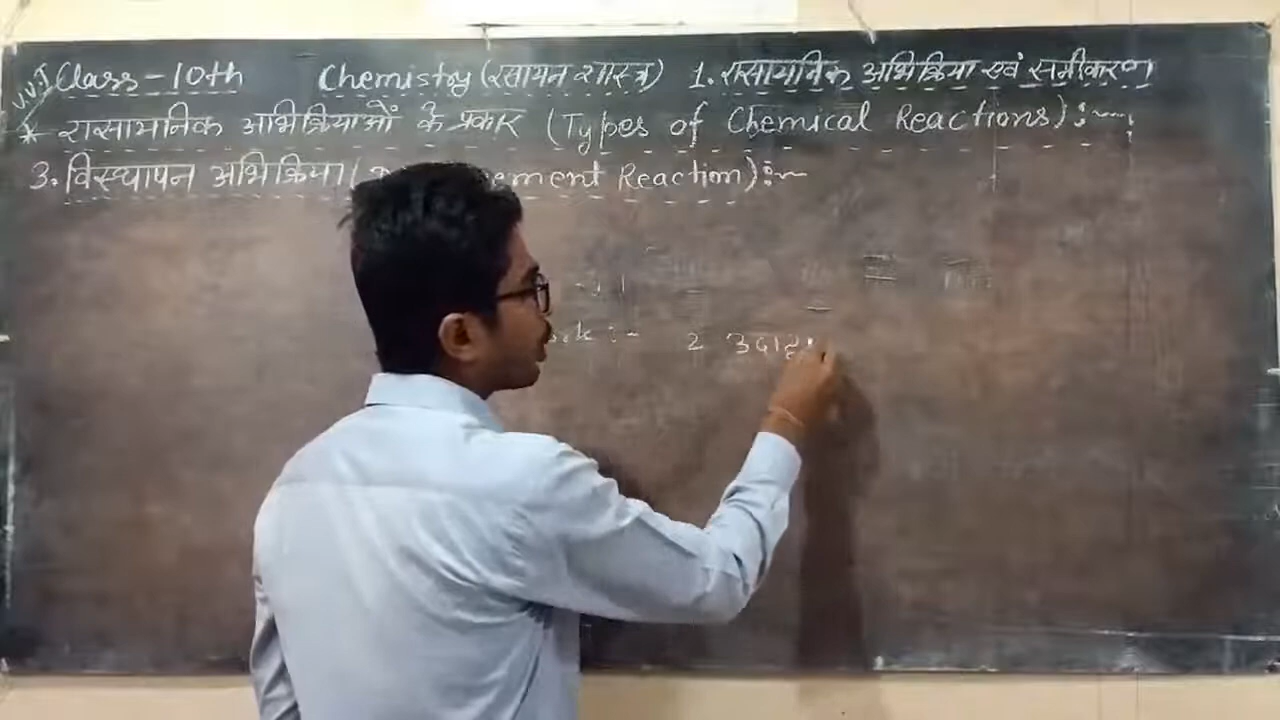 V.V.I Class - 10th Chemistry (रसायन शास्त्र) 1. रासायनिक अभिक्रिया एवं समीकरण
* रासायनिक अभिक्रियाओं के प्रकार (Types of Chemical Reactions) :-
3. विस्थापन अभिक्रिया ( ement Reaction) :-
2 उदाह